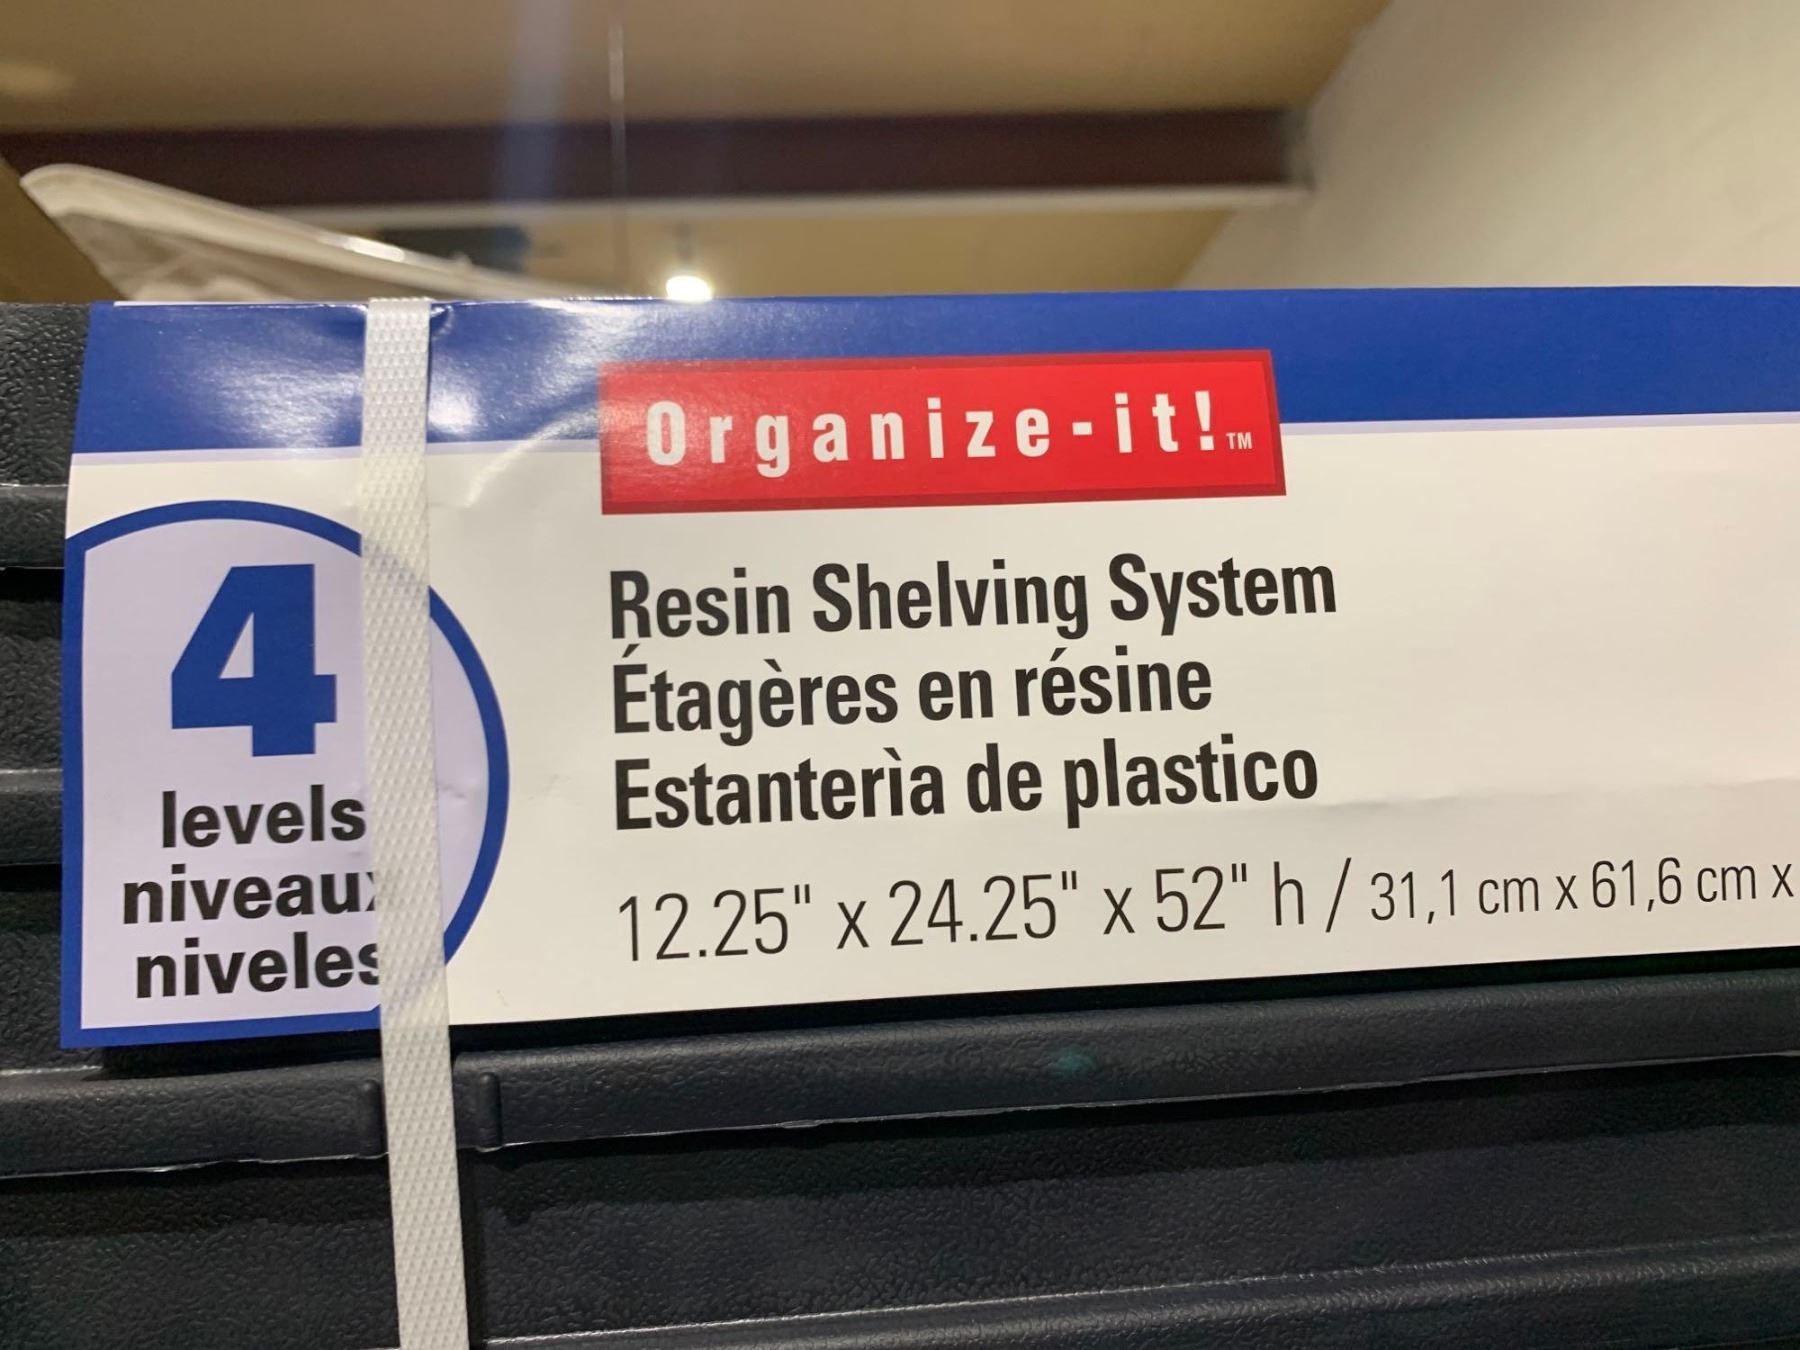 Organize-it!™
4
levels
niveaux
niveles
Resin Shelving System
Étagères en résine
Estanterìa de plastico
12.25" x 24.25" x 52" h / 31,1 cm x 61,6 cm x